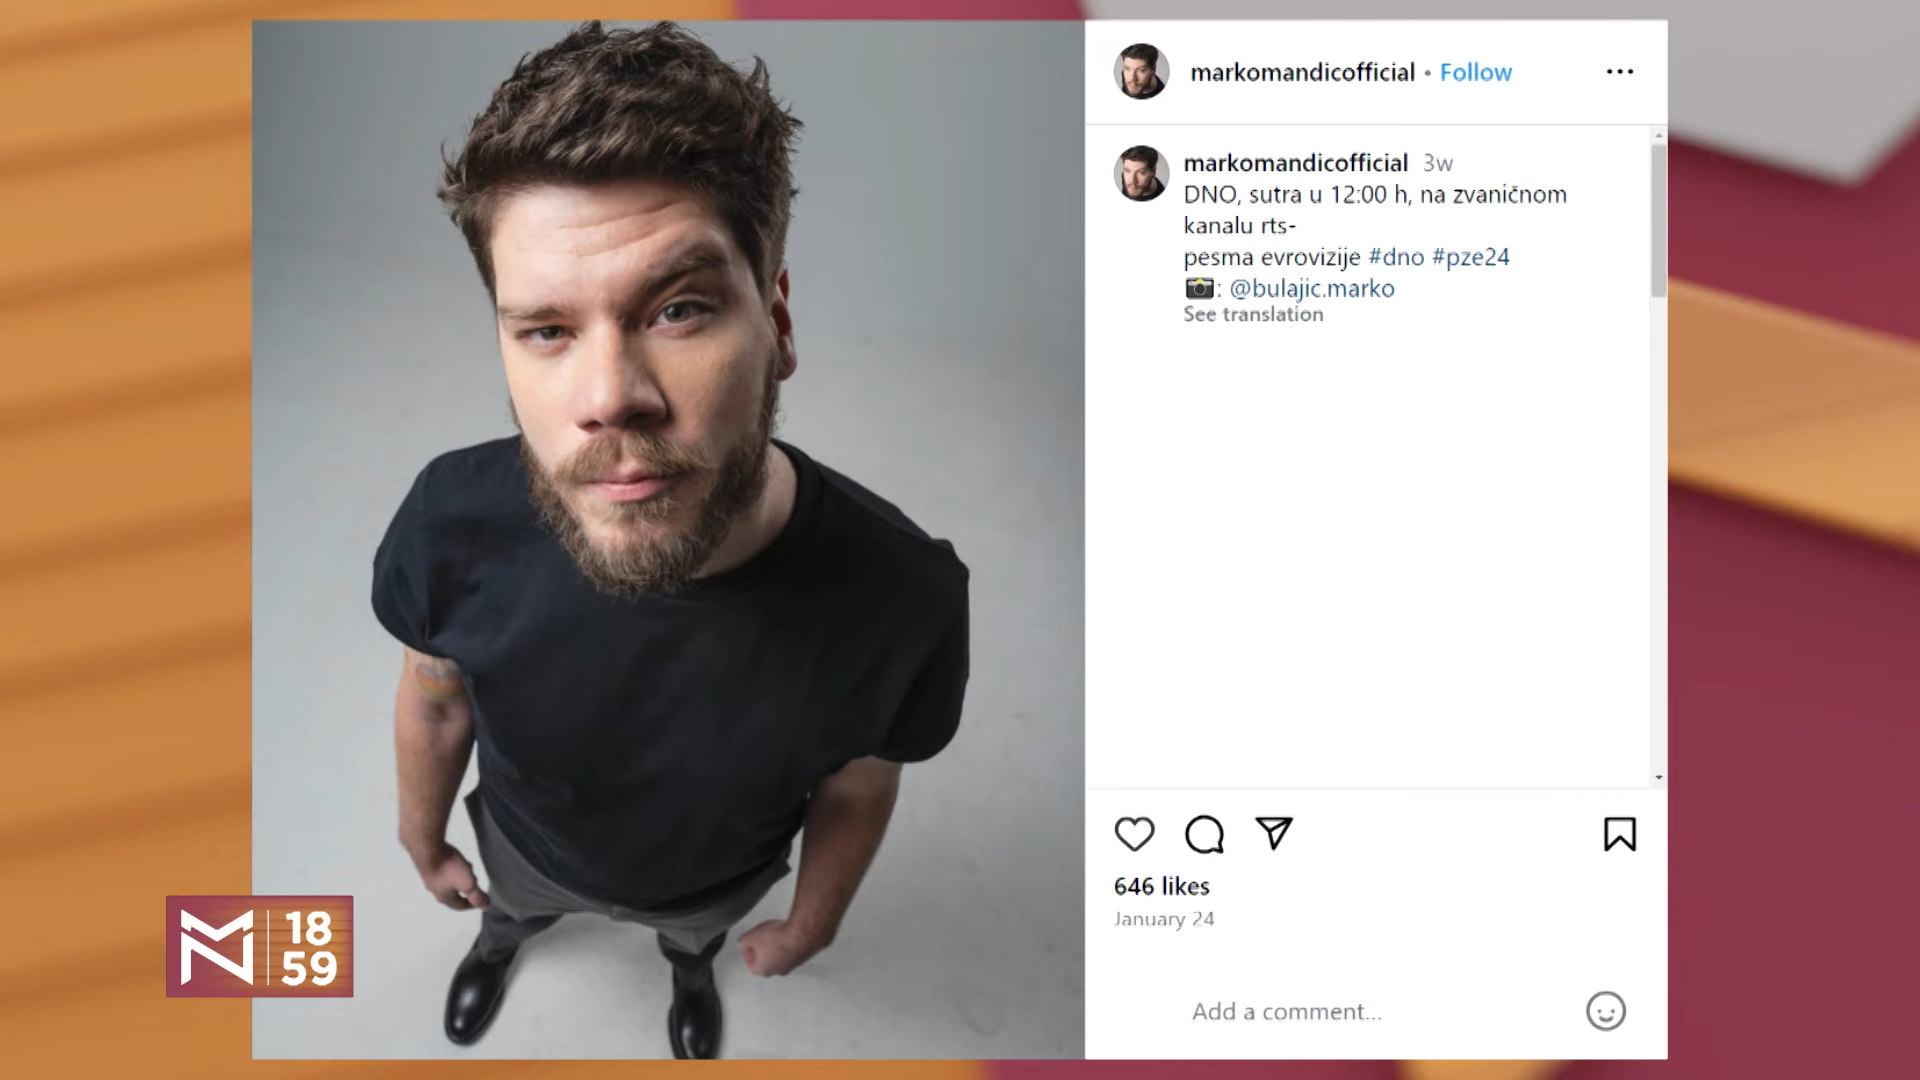 markomandicofficial • Follow
markomandicofficial 3w
DNO, sutra u 12:00 h, na zvaničnom
kanalu rts-
pesma evrovizije #dno #pze24
📷: @bulajic.marko
See translation
646 likes
January 24
Add a comment...
18
59